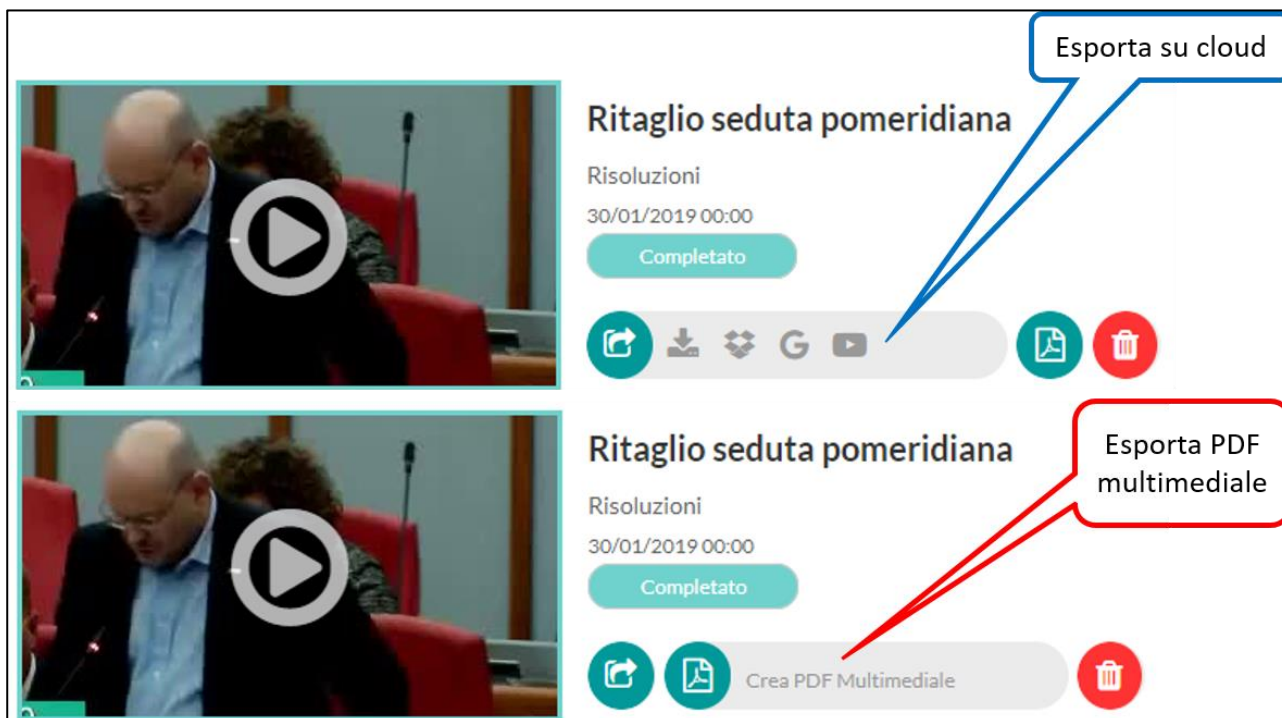 Esporta su cloud
Ritaglio seduta pomeridiana
Risoluzioni
30/01/2019 00:00
Completato
Ritaglio seduta pomeridiana
Risoluzioni
30/01/2019 00:00
Completato
Esporta PDF
multimediale
Crea PDF Multimediale